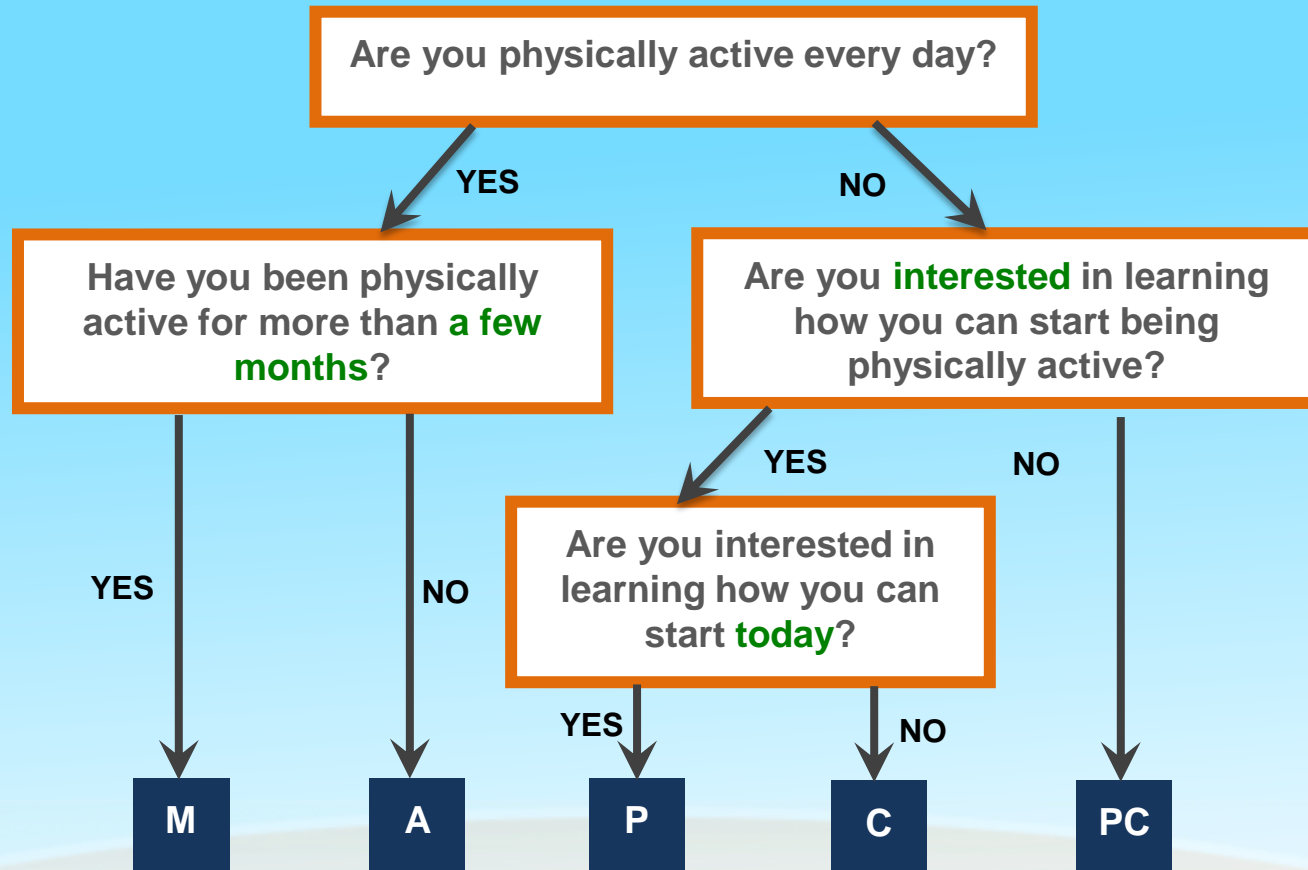 Are you physically active every day?
YES
NO
Have you been physically
active for more than a few
months?
Are you interested in learning
how you can start being
physically active?
YES
NO
Are you interested in
learning how you can
start today?
YES
NO
YES
NO
M
A
P
C
PC